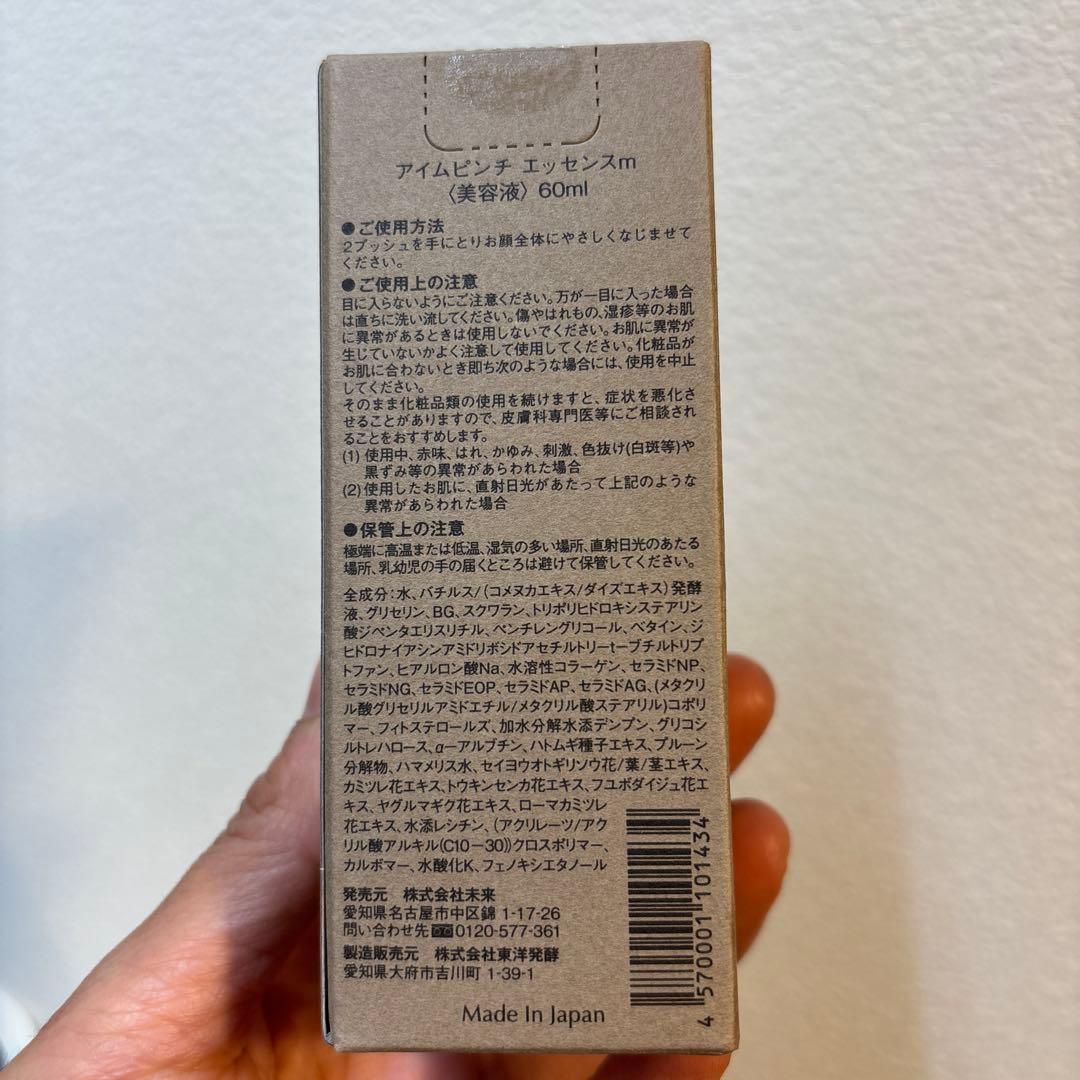 アイムピンチ エッセンスm
〈美容液〉60ml
●ご使用方法
2プッシュを手にとりお顔全体にやさしくなじませて
ください。
●ご使用上の注意
目に入らないようにご注意ください。万が一目に入った場合
は直ちに洗い流してください。傷やはれもの、湿疹等のお肌
に異常があるときは使用しないでください。お肌に異常が
生じていないかよく注意して使用してください。化粧品が
お肌に合わないとき即ち次のような場合には、使用を中止
してください。
そのまま化粧品類の使用を続けますと、症状を悪化さ
せることがありますので、皮膚科専門医等にご相談され
ることをおすすめします。
(1) 使用中、赤味、はれ、かゆみ、刺激、色抜け(白斑等)や
黒ずみ等の異常があらわれた場合
(2) 使用したお肌に、直射日光があたって上記のような
異常があらわれた場合
●保管上の注意
極端に高温または低温、湿気の多い場所、直射日光のあたる
場所、乳幼児の手の届くところは避けて保管してください。
全成分：水、バチルス/(コメヌカエキス/ダイズエキス)発酵
液、グリセリン、BG、スクワラン、トリポリヒドロキシステアリン
酸ジペンタエリスリチル、ペンチレングリコール、ベタイン、ジ
ヒドロナイアシンアミドリボシドアセチルトリーtーブチルトリプ
トファン、ヒアルロン酸Na、水溶性コラーゲン、セラミドNP、
セラミドNG、セラミドEOP、セラミドAP、セラミドAG、(メタクリ
ル酸グリセリルアミドエチル/メタクリル酸ステアリル)コポリ
マー、フィトステロールズ、加水分解水添デンプン、グリコシ
ルトレハロース、α－アルブチン、ハトムギ種子エキス、プルーン
分解物、ハマメリス水、セイヨウオトギリソウ花/葉/茎エキス、
カミツレ花エキス、トウキンセンカ花エキス、フユボダイジュ花エ
キス、ヤグルマギク花エキス、ローマカミツレ
花エキス、水添レシチン、(アクリレーツ/アク
リル酸アルキル(C10－30))クロスポリマー、
カルボマー、水酸化K、フェノキシエタノール
発売元 株式会社未来
愛知県名古屋市中区錦 1-17-26
問い合わせ先 0120-577-361
製造販売元 株式会社東洋発酵
愛知県大府市吉川町 1-39-1
Made In Japan
4 570001 101434